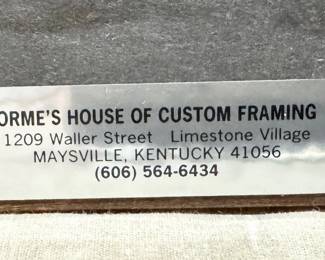 ORME'S HOUSE OF CUSTOM FRAMING
1209 Waller Street Limestone Village
MAYSVILLE, KENTUCKY 41056
(606) 564-6434